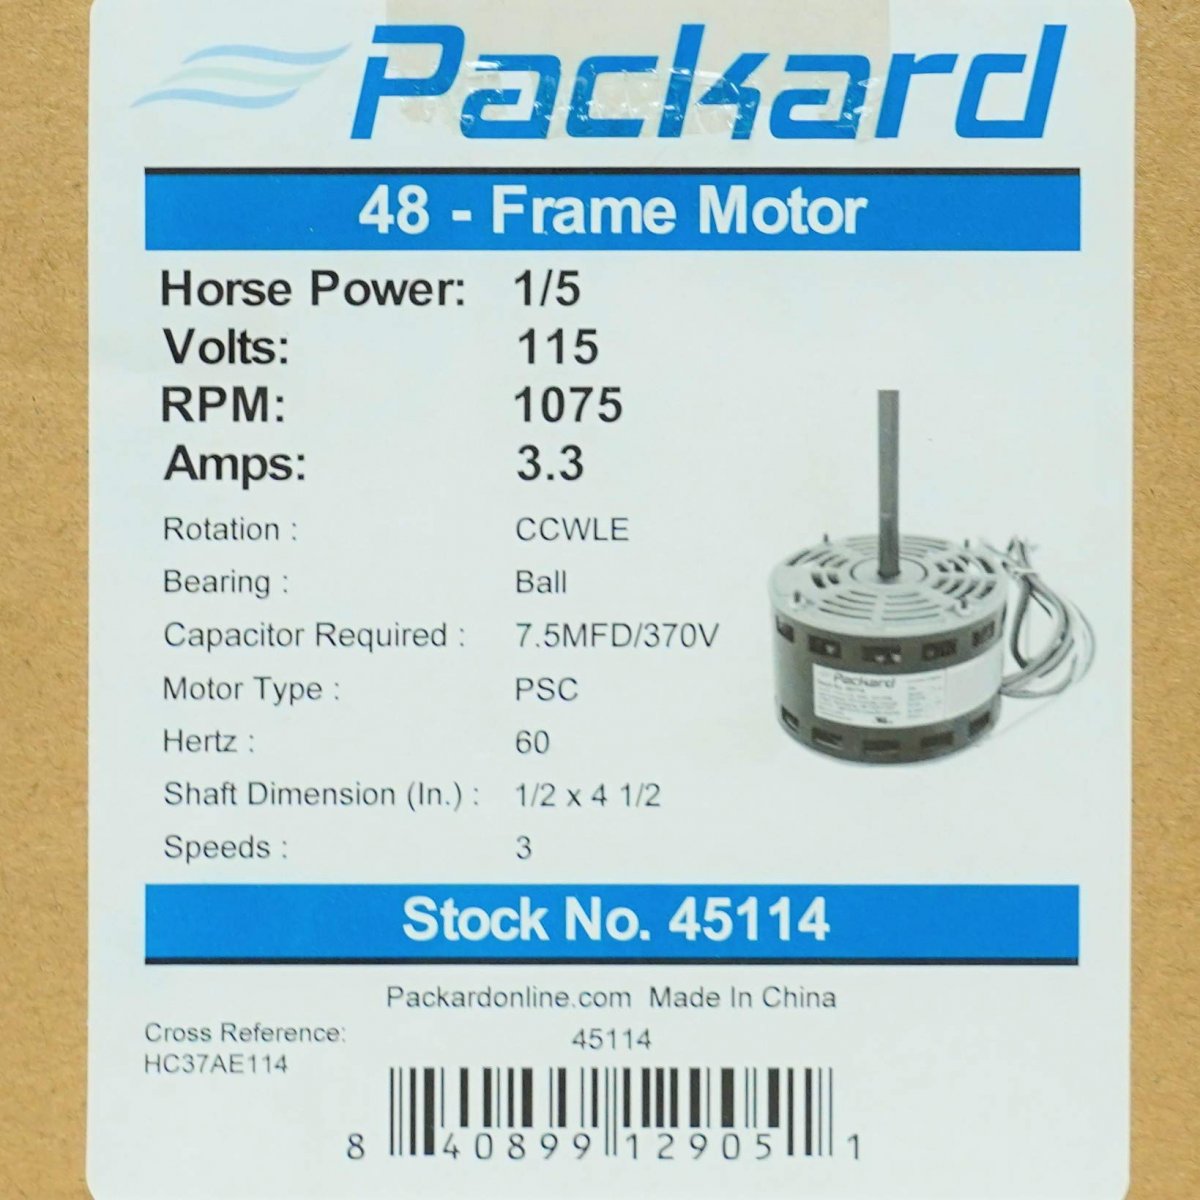 Packard
48 - Frame Motor
Horse Power: 1/5
Volts: 115
RPM: 1075
Amps: 3.3
Rotation : CCWLE
Bearing : Ball
Capacitor Required : 7.5MFD/370V
Motor Type : PSC
Hertz : 60
Shaft Dimension (In.) : 1/2 x 4 1/2
Speeds : 3
Packard
Stock No. 45114
Packardonline.com Made In China
Cross Reference:
HC37AE114
45114
8 40899 12905 1